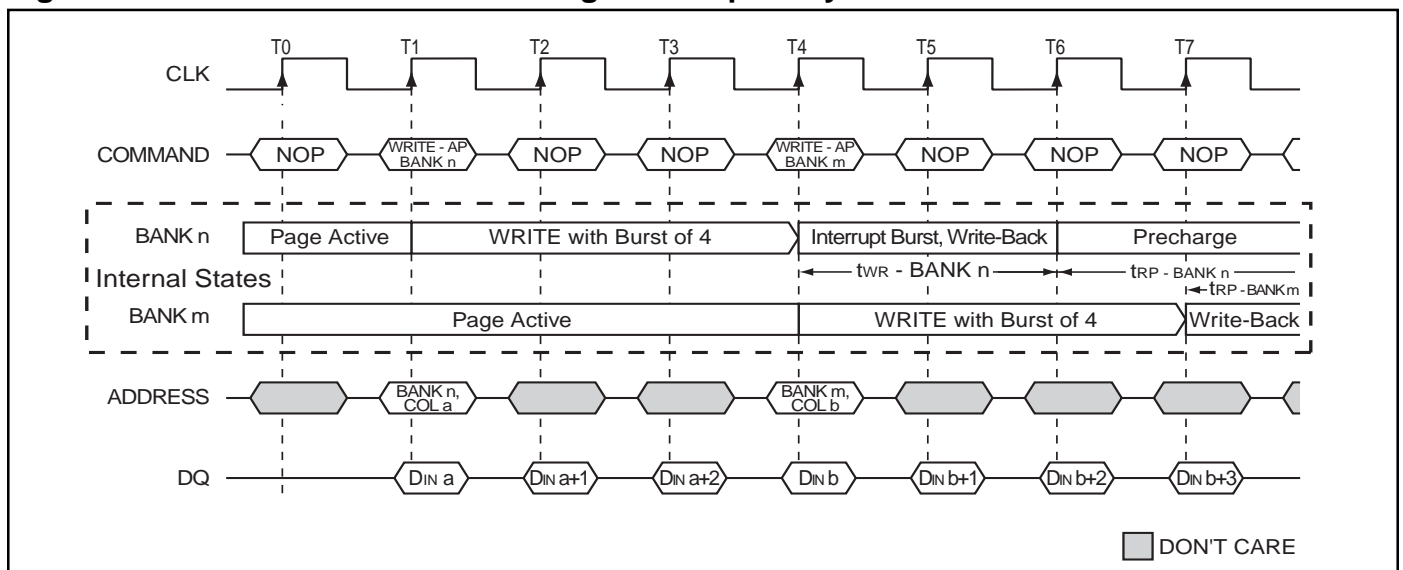 T0 T1 T2 T3 T4 T5 T6 T7
CLK
COMMAND NOP WRITE - AP BANK n NOP NOP WRITE - AP BANK m NOP NOP NOP
BANK n Page Active WRITE with Burst of 4 Interrupt Burst, Write-Back Precharge
tWR - BANK n tRP - BANK n
Internal States
tRP - BANK m
BANK m Page Active WRITE with Burst of 4 Write-Back
ADDRESS BANK n, COL a BANK m, COL b
DQ DIN a DIN a+1 DIN a+2 DIN b DIN b+1 DIN b+2 DIN b+3
DON'T CARE